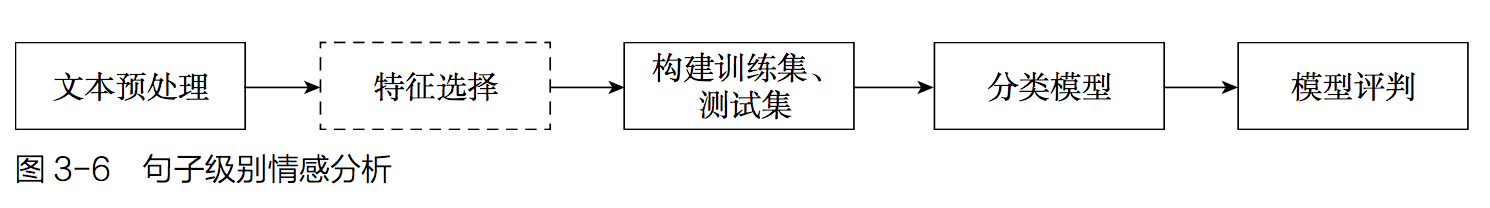 文本预处理
特征选择
构建训练集、
测试集
分类模型
模型评判
图 3-6 句子级别情感分析